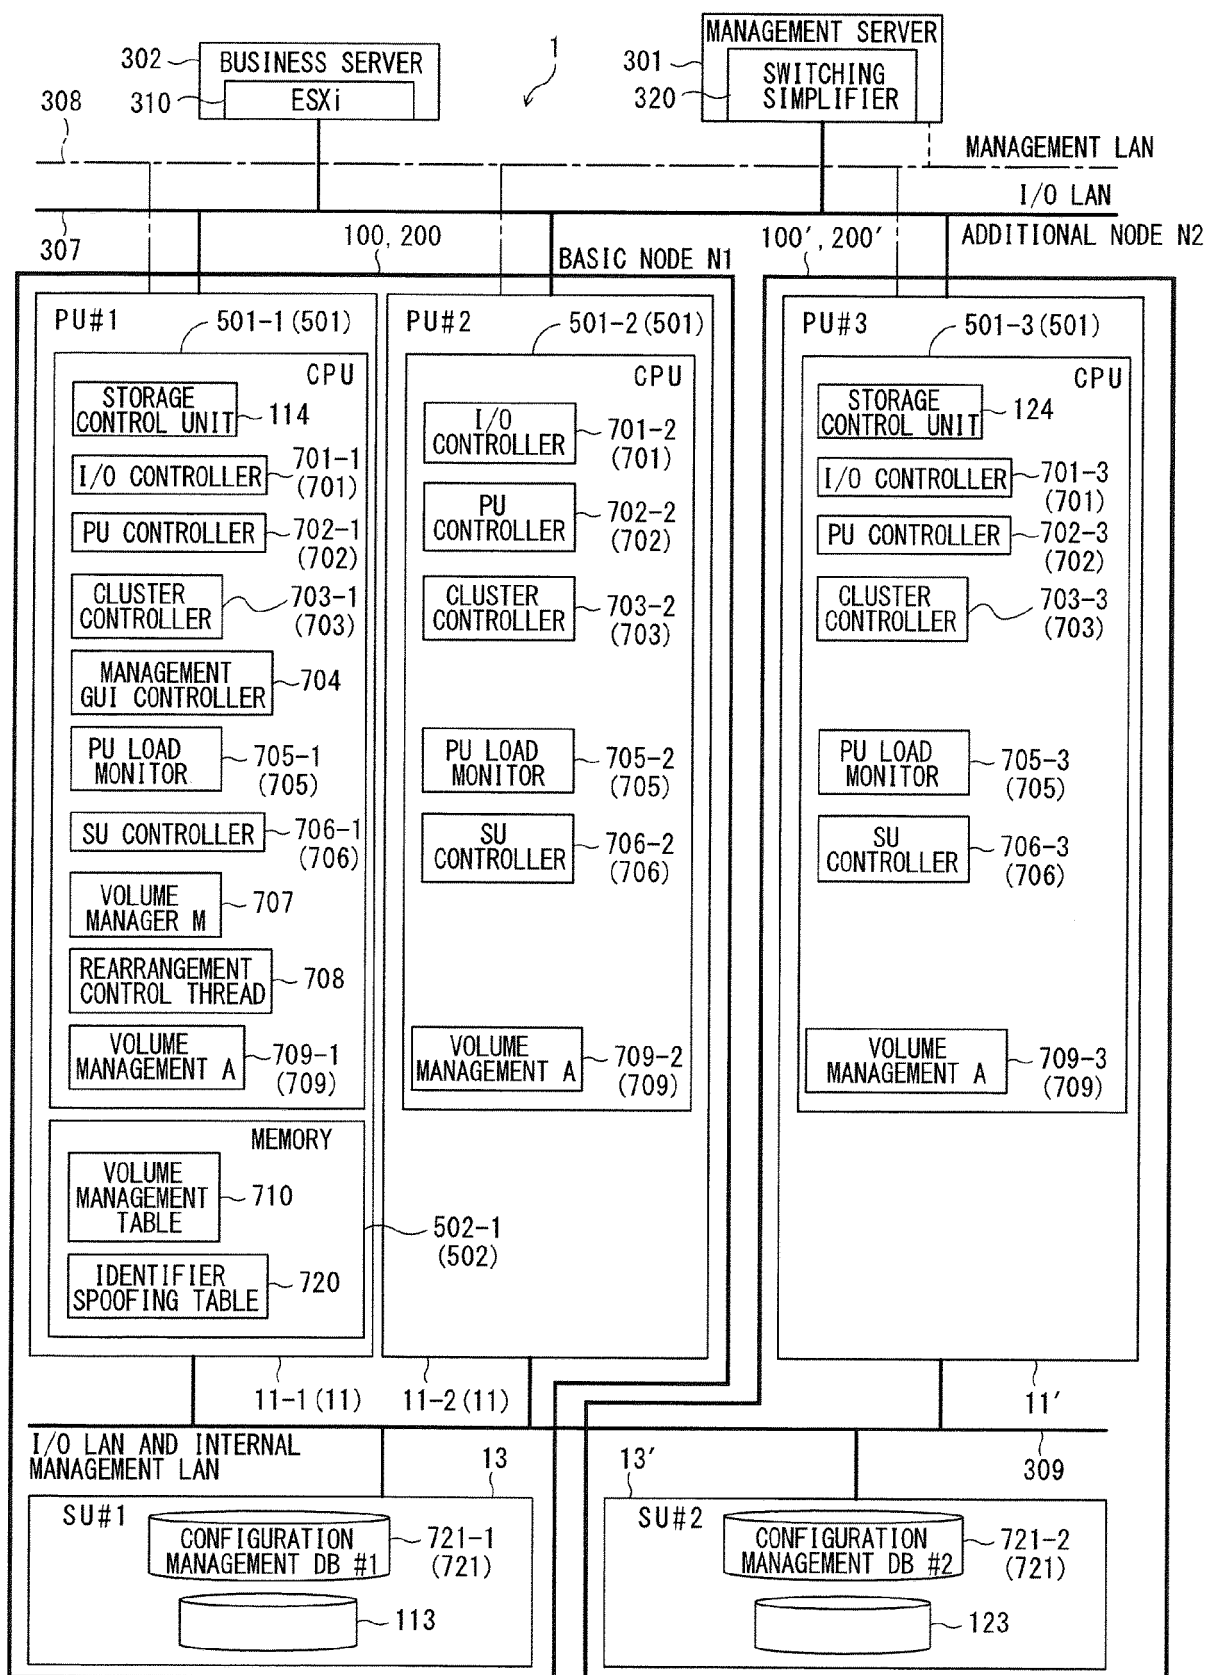 1
302
BUSINESS SERVER
310
ESXi
MANAGEMENT SERVER
301
320
SWITCHING
SIMPLIFIER
308
MANAGEMENT LAN
I/O LAN
307
100, 200
BASIC NODE N1
100', 200'
ADDITIONAL NODE N2
PU#1
501-1 (501)
CPU
STORAGE
CONTROL UNIT
114
I/O CONTROLLER
701-1
(701)
PU CONTROLLER
702-1
(702)
CLUSTER
CONTROLLER
703-1
(703)
MANAGEMENT
GUI CONTROLLER
704
PU LOAD
MONITOR
705-1
(705)
SU CONTROLLER
706-1
(706)
VOLUME
MANAGER M
707
REARRANGEMENT
CONTROL THREAD
708
VOLUME
MANAGEMENT A
709-1
(709)
MEMORY
VOLUME
MANAGEMENT
TABLE
710
IDENTIFIER
SPOOFING TABLE
720
502-1
(502)
11-1 (11)
PU#2
501-2 (501)
CPU
I/O
CONTROLLER
701-2
(701)
PU
CONTROLLER
702-2
(702)
CLUSTER
CONTROLLER
703-2
(703)
PU LOAD
MONITOR
705-2
(705)
SU
CONTROLLER
706-2
(706)
VOLUME
MANAGEMENT A
709-2
(709)
11-2 (11)
PU#3
501-3 (501)
CPU
STORAGE
CONTROL UNIT
124
I/O CONTROLLER
701-3
(701)
PU CONTROLLER
702-3
(702)
CLUSTER
CONTROLLER
703-3
(703)
PU LOAD
MONITOR
705-3
(705)
SU
CONTROLLER
706-3
(706)
VOLUME
MANAGEMENT A
709-3
(709)
11'
I/O LAN AND INTERNAL
MANAGEMENT LAN
309
13
SU#1
CONFIGURATION
MANAGEMENT DB #1
721-1
(721)
113
13'
SU#2
CONFIGURATION
MANAGEMENT DB #2
721-2
(721)
123